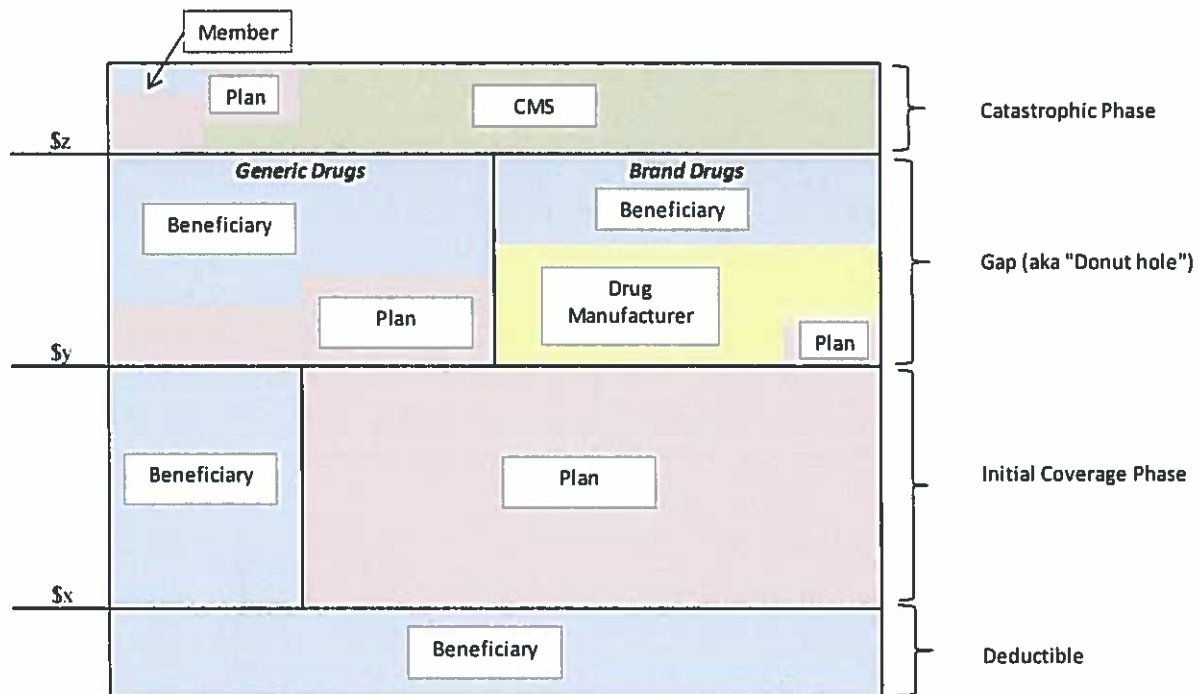 Member
Plan
CMS
Catastrophic Phase
$z
Generic Drugs
Brand Drugs
Beneficiary
Beneficiary
Gap (aka "Donut hole")
Drug
Manufacturer
Plan
Plan
$y
Beneficiary
Plan
Initial Coverage Phase
$x
Beneficiary
Deductible